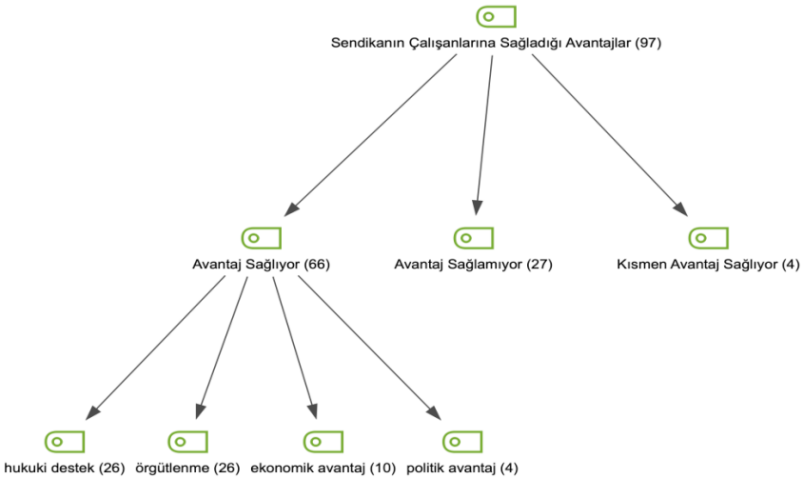 Sendikanın Çalışanlarına Sağladığı Avantajlar (97)
Avantaj Sağlıyor (66)
Avantaj Sağlamıyor (27)
Kısmen Avantaj Sağlıyor (4)
hukuki destek (26)
örgütlenme (26)
ekonomik avantaj (10)
politik avantaj (4)